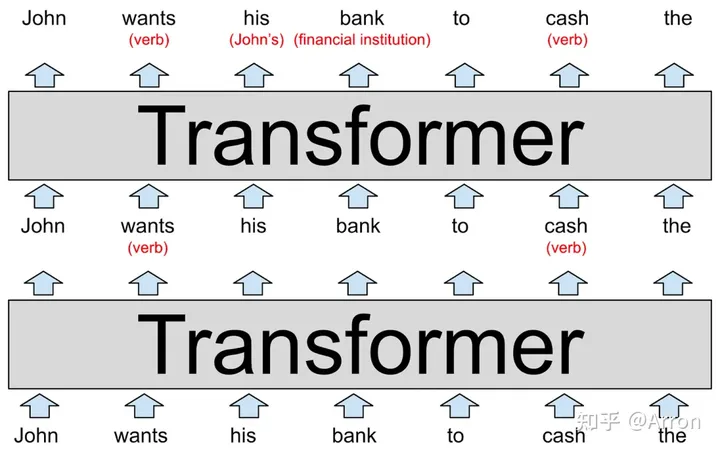 John wants his bank to cash the
(verb) (John's) (financial institution) (verb)
Transformer
John wants his bank to cash the
(verb) (verb)
Transformer
知乎 @Arron
John wants his bank to cash the